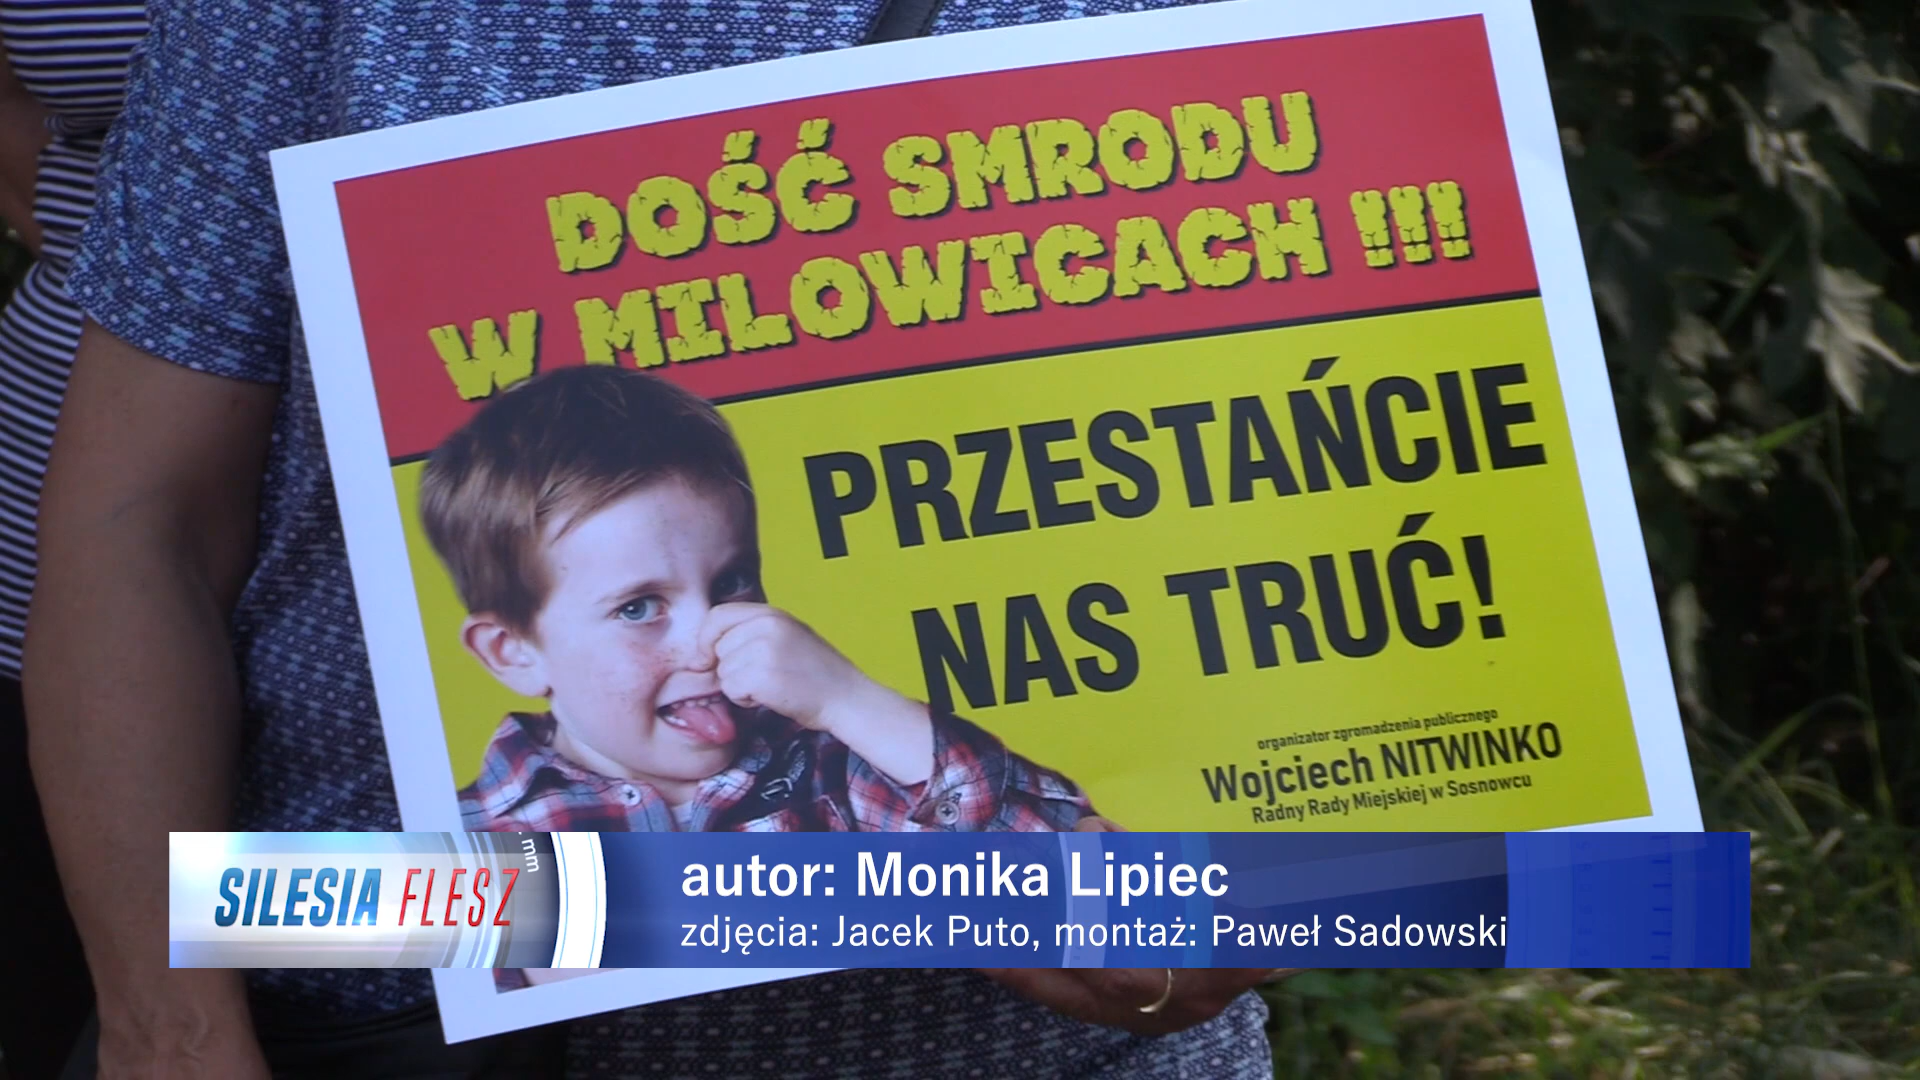 DOŚĆ SMRODU
W MILOWICACH !!!
PRZESTAŃCIE
NAS TRUĆ!
organizator zgromadzenia publicznego
Wojciech NITWINKO
Radny Rady Miejskiej w Sosnowcu
mm
SILESIA FLESZ
autor: Monika Lipiec
zdjęcia: Jacek Puto, montaż: Paweł Sadowski